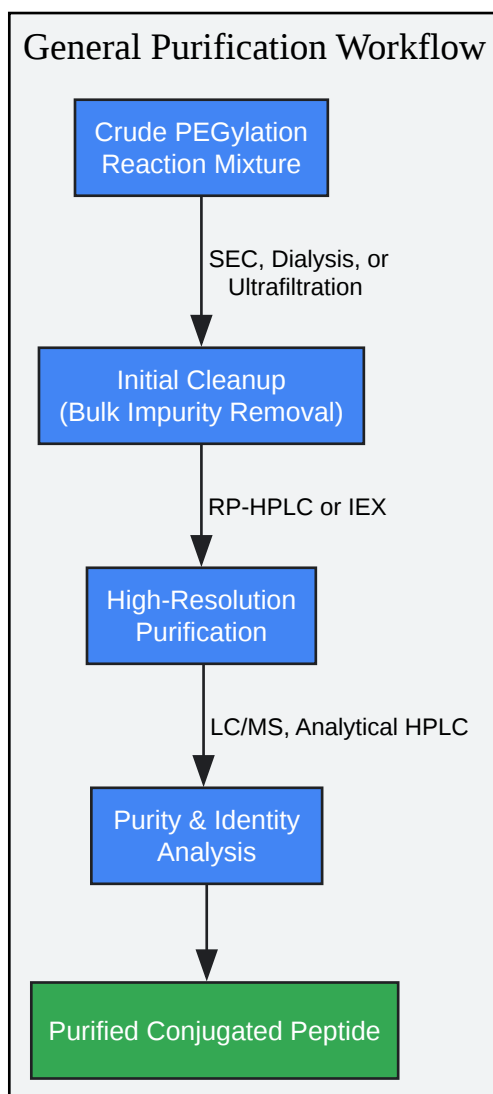 General Purification Workflow
Crude PEGylation
Reaction Mixture
SEC, Dialysis, or
Ultrafiltration
Initial Cleanup
(Bulk Impurity Removal)
RP-HPLC or IEX
High-Resolution
Purification
LC/MS, Analytical HPLC
Purity & Identity
Analysis
Purified Conjugated Peptide